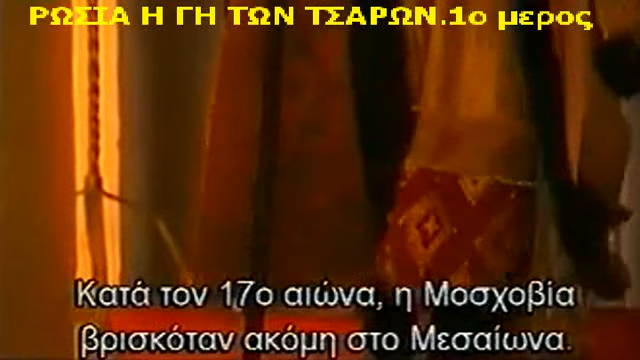 ΡΩΣΙΑ Η ΓΗ ΤΩΝ ΤΣΑΡΩΝ.1ο μερος
Κατά τον 17ο αιώνα, η Μοσχοβία
βρισκόταν ακόμη στο Μεσαίωνα.